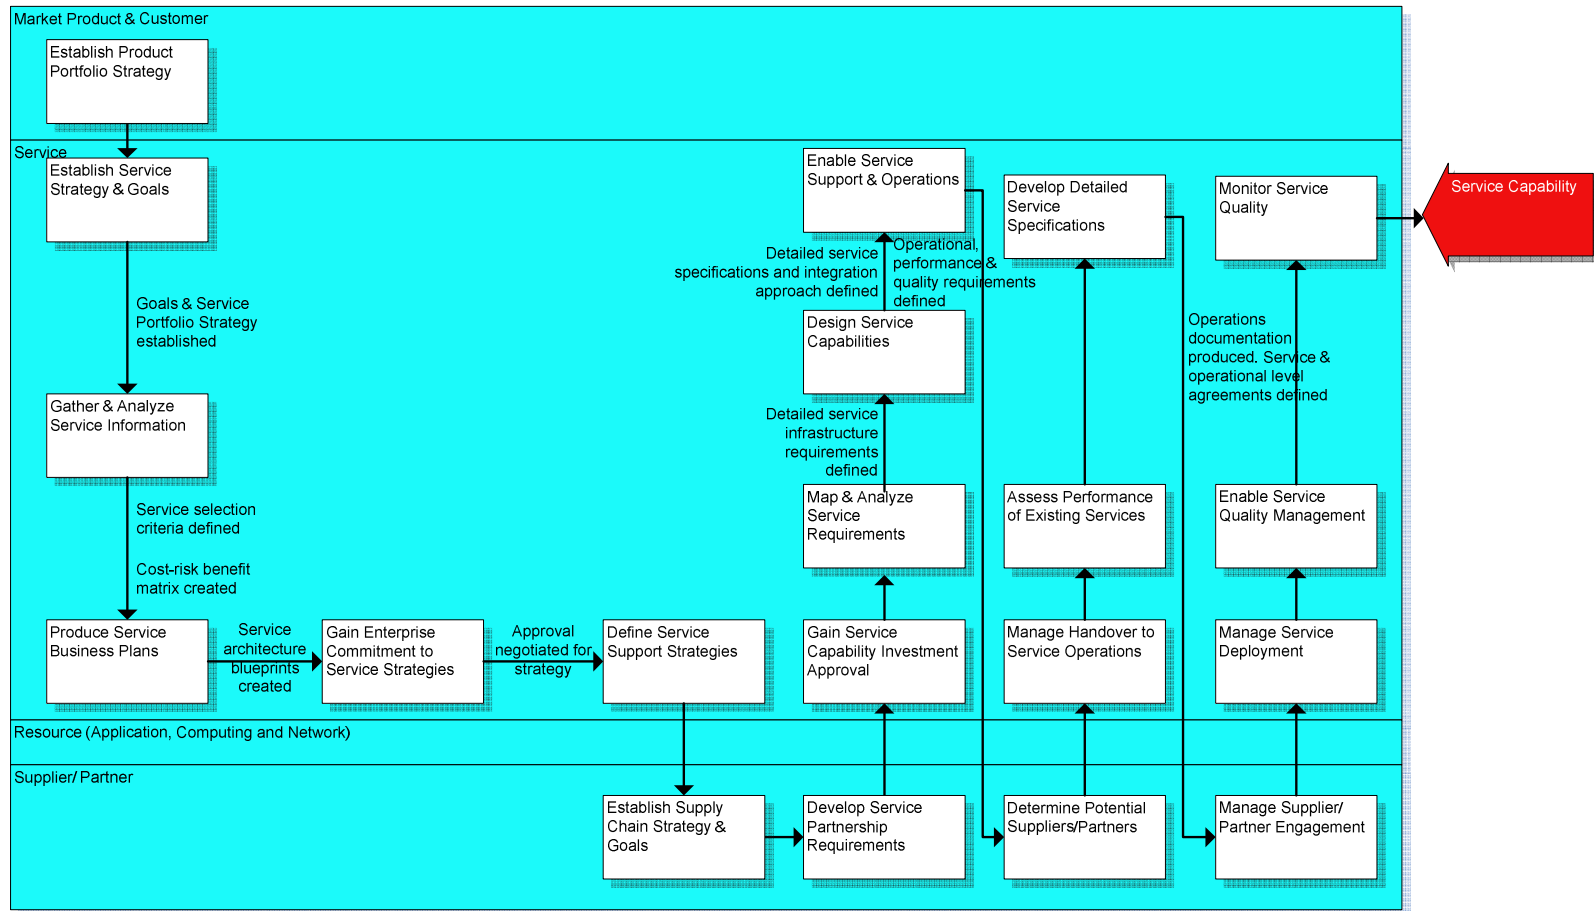 Market Product & Customer
Establish Product
Portfolio Strategy
Service
Establish Service
Strategy & Goals
Goals & Service
Portfolio Strategy
established
Gather & Analyze
Service Information
Service selection
criteria defined
Cost-risk benefit
matrix created
Produce Service
Business Plans
Service
architecture
blueprints
created
Gain Enterprise
Commitment to
Service Strategies
Approval
negotiated for
strategy
Define Service
Support Strategies
Enable Service
Support & Operations
Detailed service
specifications and integration
approach defined
Operational,
performance &
quality requirements
defined
Design Service
Capabilities
Detailed service
infrastructure
requirements
defined
Map & Analyze
Service
Requirements
Gain Service
Capability Investment
Approval
Develop Detailed
Service
Specifications
Assess Performance
of Existing Services
Manage Handover to
Service Operations
Monitor Service
Quality
Operations
documentation
produced. Service &
operational level
agreements defined
Enable Service
Quality Management
Manage Service
Deployment
Service Capability
Resource (Application, Computing and Network)
Supplier/ Partner
Establish Supply
Chain Strategy &
Goals
Develop Service
Partnership
Requirements
Determine Potential
Suppliers/Partners
Manage Supplier/
Partner Engagement